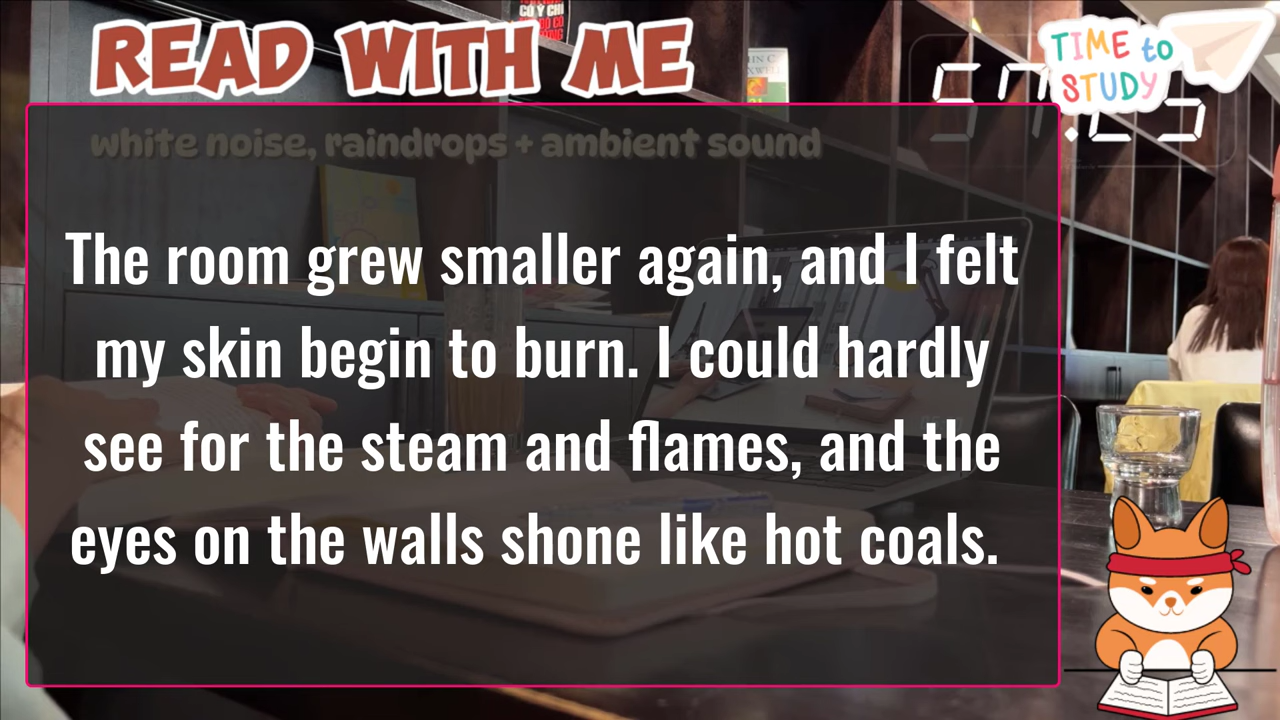 READ WITH ME
TIME to
STUDY
white noise, raindrops + ambient sound
The room grew smaller again, and I felt
my skin begin to burn. I could hardly
see for the steam and flames, and the
eyes on the walls shone like hot coals.